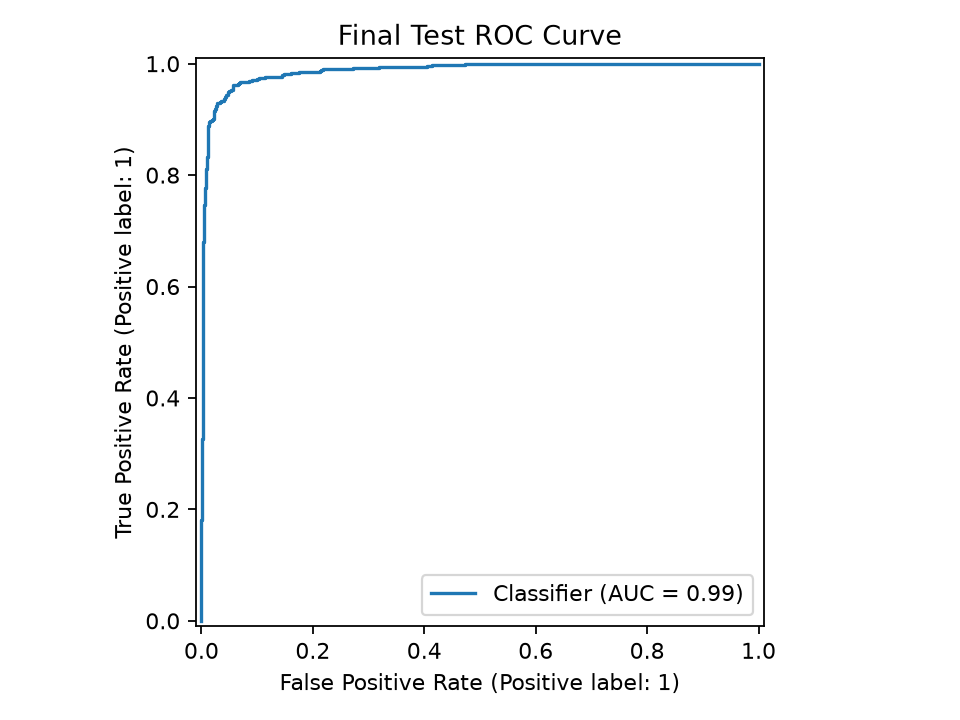 Final Test ROC Curve
True Positive Rate (Positive label: 1)
1.0
0.8
0.6
0.4
0.2
0.0
Classifier (AUC = 0.99)
0.0 0.2 0.4 0.6 0.8 1.0
False Positive Rate (Positive label: 1)